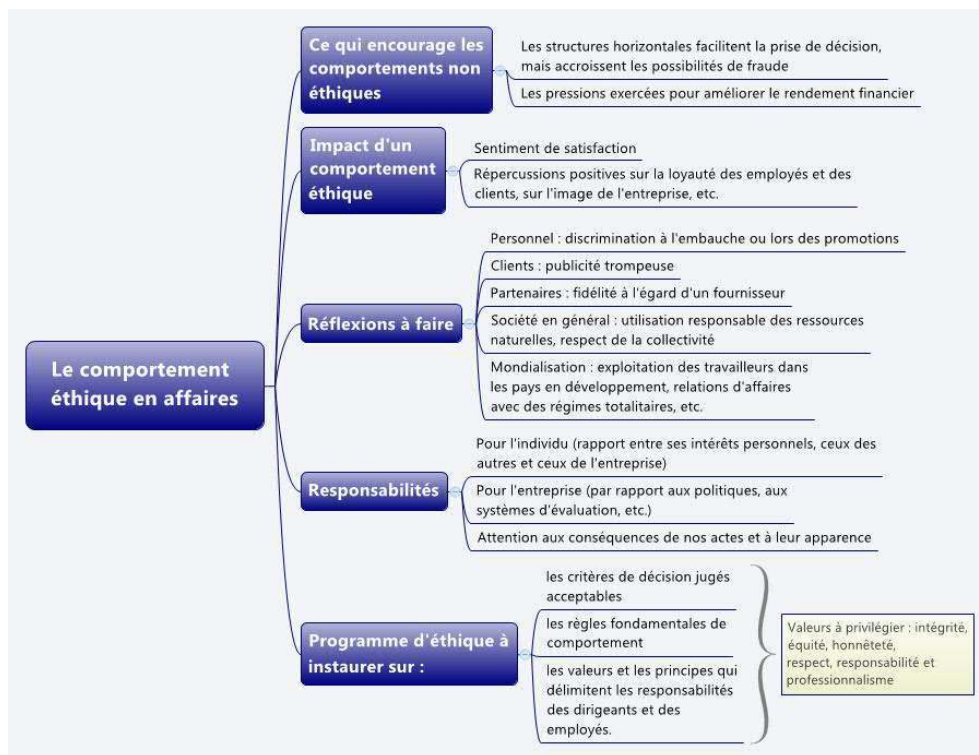 Le comportement
éthique en affaires
Ce qui encourage les
comportements non
éthiques
Les structures horizontales facilitent la prise de décision,
mais accroissent les possibilités de fraude
Les pressions exercées pour améliorer le rendement financier
Impact d'un
comportement
éthique
Sentiment de satisfaction
Répercussions positives sur la loyauté des employés et des
clients, sur l'image de l'entreprise, etc.
Réflexions à faire
Personnel : discrimination à l'embauche ou lors des promotions
Clients : publicité trompeuse
Partenaires : fidélité à l'égard d'un fournisseur
Société en général : utilisation responsable des ressources
naturelles, respect de la collectivité
Mondialisation : exploitation des travailleurs dans
les pays en développement, relations d'affaires
avec des régimes totalitaires, etc.
Responsabilités
Pour l'individu (rapport entre ses intérêts personnels, ceux des
autres et ceux de l'entreprise)
Pour l'entreprise (par rapport aux politiques, aux
systèmes d'évaluation, etc.)
Attention aux conséquences de nos actes et à leur apparence
Programme d'éthique à
instaurer sur :
les critères de décision jugés
acceptables
les règles fondamentales de
comportement
les valeurs et les principes qui
délimitent les responsabilités
des dirigeants et des
employés.
Valeurs à privilégier : intégrité,
équité, honnêteté,
respect, responsabilité et
professionnalisme